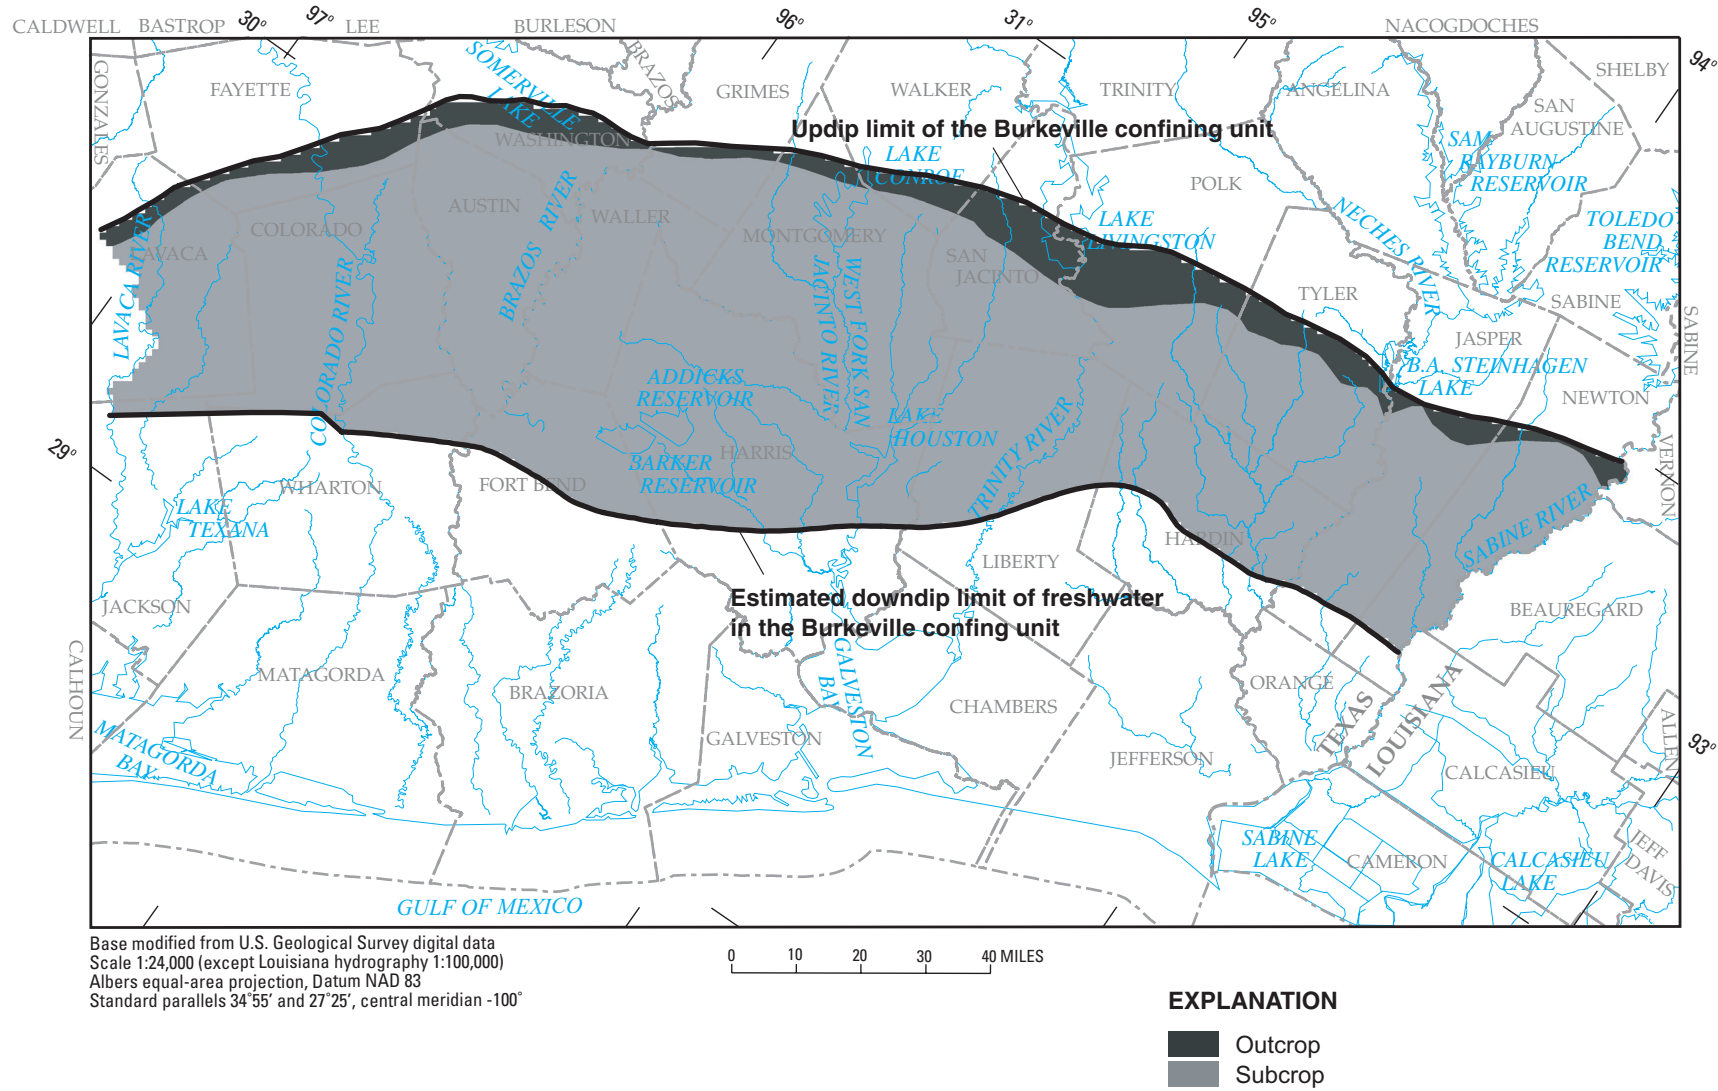 CALDWELL
BASTROP
30°
97°
LEE
BURLESON
96°
31°
95°
NACOGDOCHES
94°
GONZALES
FAYETTE
SOMERVILLE
LAKE
BRAZOS
GRIMES
WALKER
TRINITY
ANGELINA
SHELBY
SAN
AUGUSTINE
WASHINGTON
Updip limit of the Burkeville confining unit
LAKE
CONROE
SAM
RAYBURN
RESERVOIR
POLK
LAVACA RIVER
AVACA
COLORADO
AUSTIN
BRAZOS RIVER
WALLER
MONTGOMERY
SAN
JACINTO
LAKE
LIVINGSTON
NECHES RIVER
TOLEDO
BEND
RESERVOIR
COLORADO RIVER
WEST FORK SAN
JACINTO RIVER
TYLER
SABINE
JASPER
SABINE
B.A. STEINHAGEN
LAKE
NEWTON
ADDICKS
RESERVOIR
LAKE
HOUSTON
TRINITY RIVER
HARRIS
BARKER
RESERVOIR
29°
VERNON
WHARTON
FORT BEND
LAKE
TEXANA
SABINE RIVER
HARDIN
LIBERTY
Estimated downdip limit of freshwater
in the Burkeville confing unit
JACKSON
BEAUREGARD
CALHOUN
MATAGORDA
BRAZORIA
GALVESTON
BAY
CHAMBERS
ORANGE
TEXAS
LOUISIANA
ALLEN
93°
MATAGORDA
BAY
GALVESTON
JEFFERSON
CALCASIEU
SABINE
LAKE
CAMERON
CALCASIEU
LAKE
JEFF
DAVIS
GULF OF MEXICO
Base modified from U.S. Geological Survey digital data
Scale 1:24,000 (except Louisiana hydrography 1:100,000)
Albers equal-area projection, Datum NAD 83
Standard parallels 34°55′ and 27°25′, central meridian -100°
0 10 20 30 40 MILES
EXPLANATION
Outcrop
Subcrop